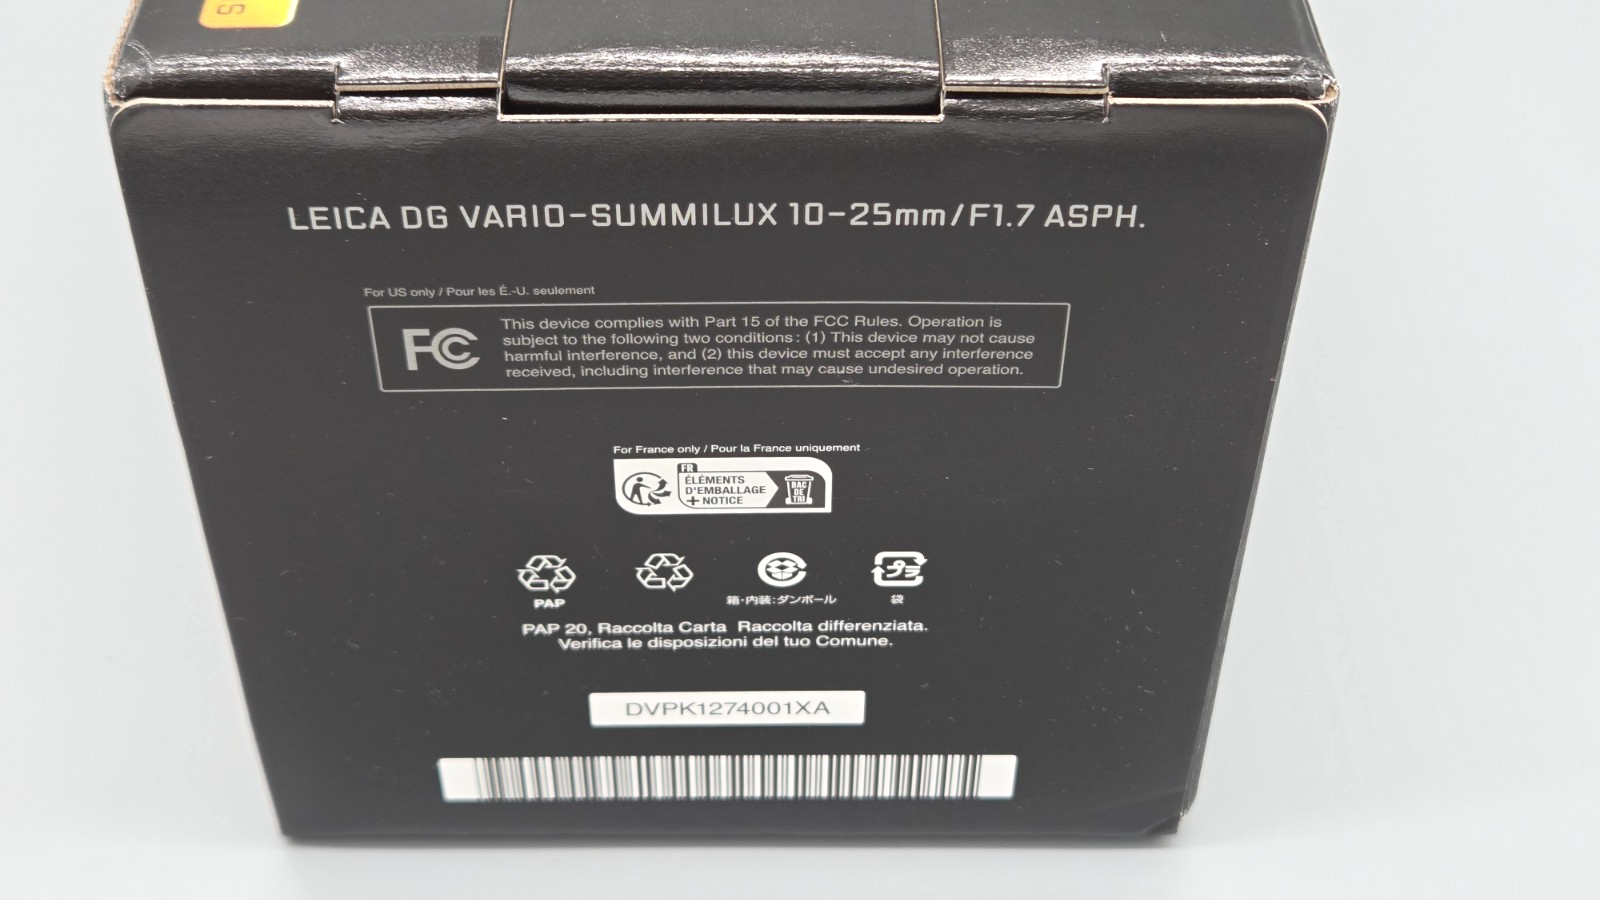 S
LEICA DG VARIO-SUMMILUX 10-25mm/F1.7 ASPH.
For US only / Pour les É.-U. seulement
FC
This device complies with Part 15 of the FCC Rules. Operation is
subject to the following two conditions: (1) This device may not cause
harmful interference, and (2) this device must accept any interference
received, including interference that may cause undesired operation.
For France only / Pour la France uniquement
FR
ÉLÉMENTS
D'EMBALLAGE
+ NOTICE
BAC
DE
TRI
プラ
PAP
箱・内装:ダンボール
袋
PAP 20, Raccolta Carta Raccolta differenziata.
Verifica le disposizioni del tuo Comune.
DVPK1274001XA